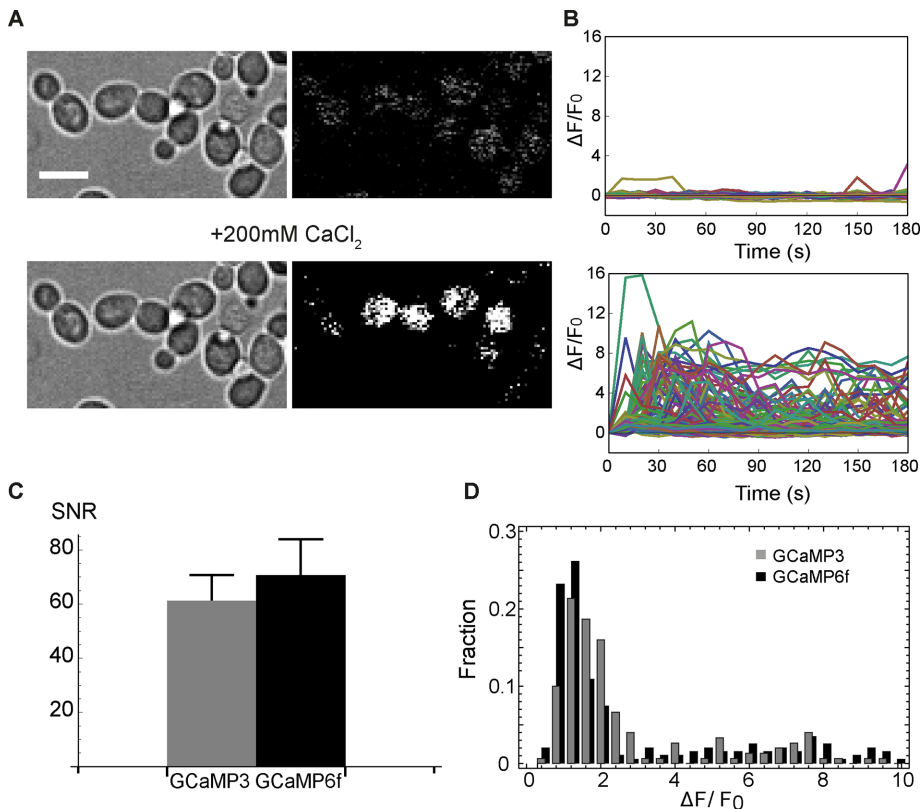 A
B
+200mM CaCl2
ΔF/F0
16
12
8
4
0
0 30 60 90 120 150 180
Time (s)
ΔF/F0
16
12
8
4
0
0 30 60 90 120 150 180
Time (s)
C
SNR
80
60
40
20
GCaMP3 GCaMP6f
D
Fraction
0.3
0.2
0.1
0
GCaMP3
GCaMP6f
0 2 4 6 8 10
ΔF/ F0